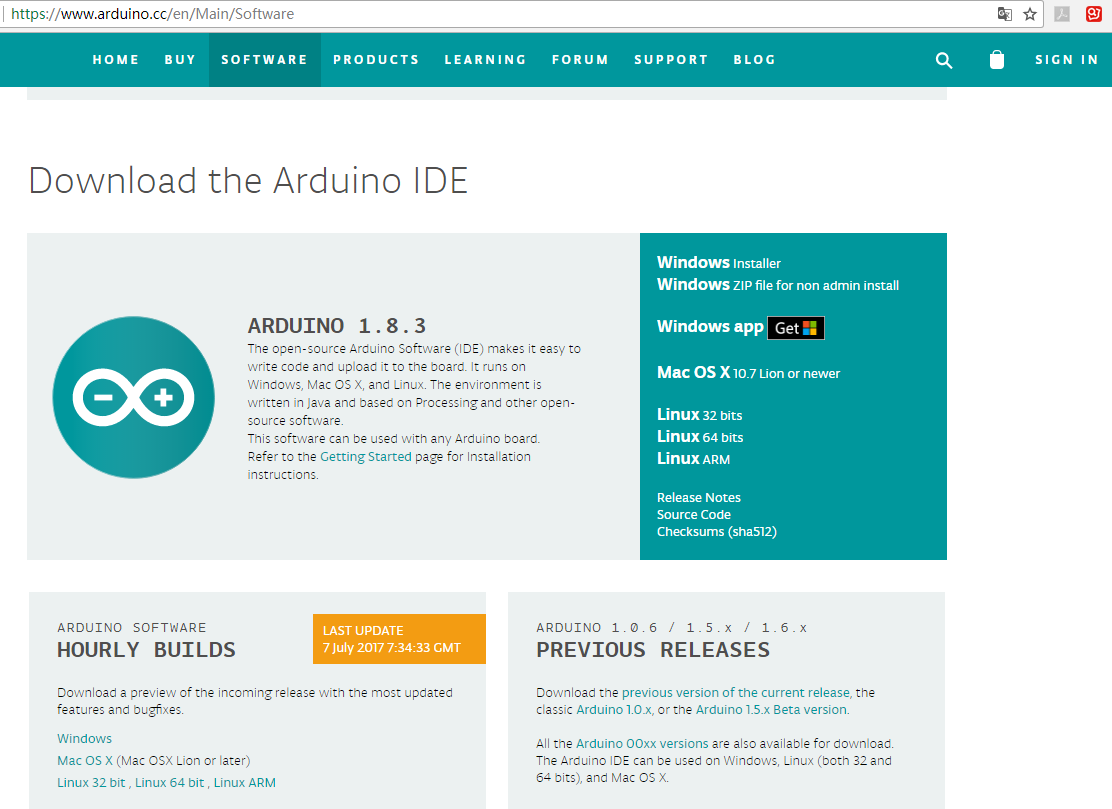 https://www.arduino.cc/en/Main/Software
HOME BUY SOFTWARE PRODUCTS LEARNING FORUM SUPPORT BLOG SIGN IN
Download the Arduino IDE
ARDUINO 1.8.3
The open-source Arduino Software (IDE) makes it easy to
write code and upload it to the board. It runs on
Windows, Mac OS X, and Linux. The environment is
written in Java and based on Processing and other open-
source software.
This software can be used with any Arduino board.
Refer to the Getting Started page for Installation
instructions.
Windows Installer
Windows ZIP file for non admin install
Windows app Get
Mac OS X 10.7 Lion or newer
Linux 32 bits
Linux 64 bits
Linux ARM
Release Notes
Source Code
Checksums (sha512)
ARDUINO SOFTWARE
HOURLY BUILDS
LAST UPDATE
7 July 2017 7:34:33 GMT
Download a preview of the incoming release with the most updated
features and bugfixes.
Windows
Mac OS X (Mac OSX Lion or later)
Linux 32 bit , Linux 64 bit , Linux ARM
ARDUINO 1.0.6 / 1.5.x / 1.6.x
PREVIOUS RELEASES
Download the previous version of the current release, the
classic Arduino 1.0.x, or the Arduino 1.5.x Beta version.
All the Arduino 00xx versions are also available for download.
The Arduino IDE can be used on Windows, Linux (both 32 and
64 bits), and Mac OS X.